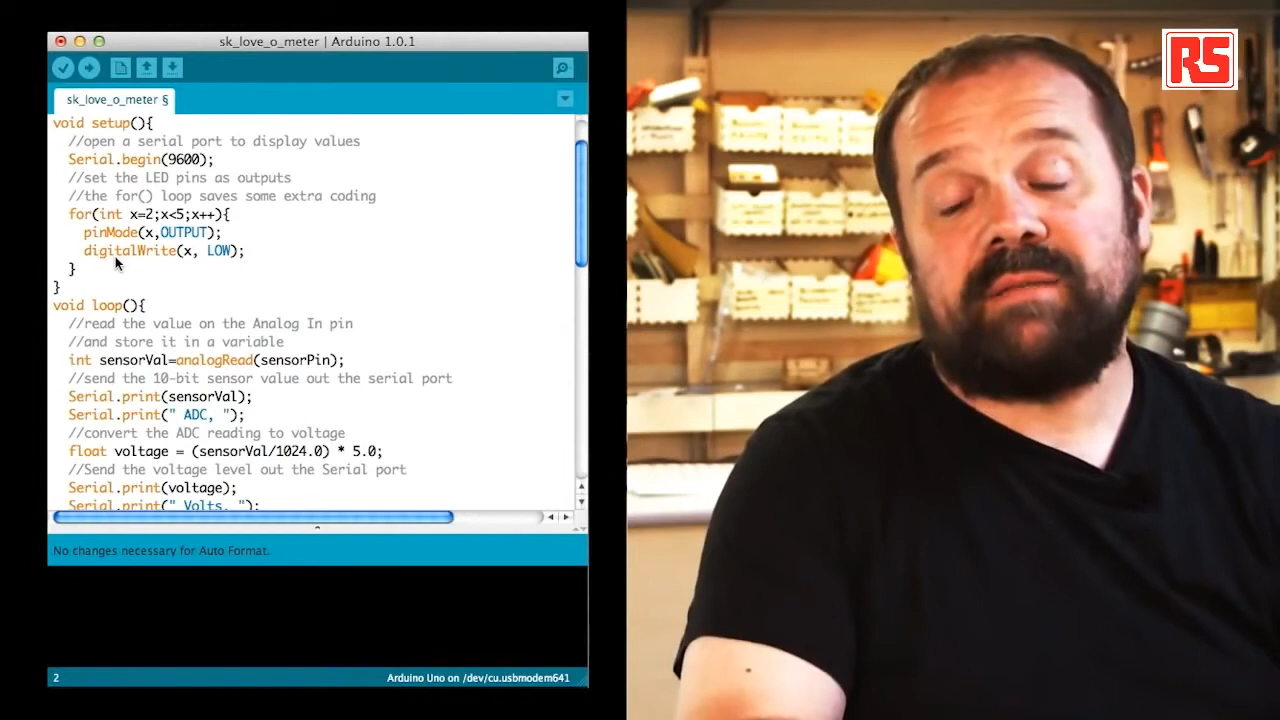 sk_love_o_meter | Arduino 1.0.1
sk_love_o_meter §
void setup(){
//open a serial port to display values
Serial.begin(9600);
//set the LED pins as outputs
//the for() loop saves some extra coding
for(int x=2;x<5;x++){
pinMode(x,OUTPUT);
digitalWrite(x, LOW);
}
}
void loop(){
//read the value on the Analog In pin
//and store it in a variable
int sensorVal=analogRead(sensorPin);
//send the 10-bit sensor value out the serial port
Serial.print(sensorVal);
Serial.print(" ADC, ");
//convert the ADC reading to voltage
float voltage = (sensorVal/1024.0) * 5.0;
//Send the voltage level out the Serial port
Serial.print(voltage);
Serial.print(" Volts, ");
No changes necessary for Auto Format.
2
Arduino Uno on /dev/cu.usbmodem641
RS